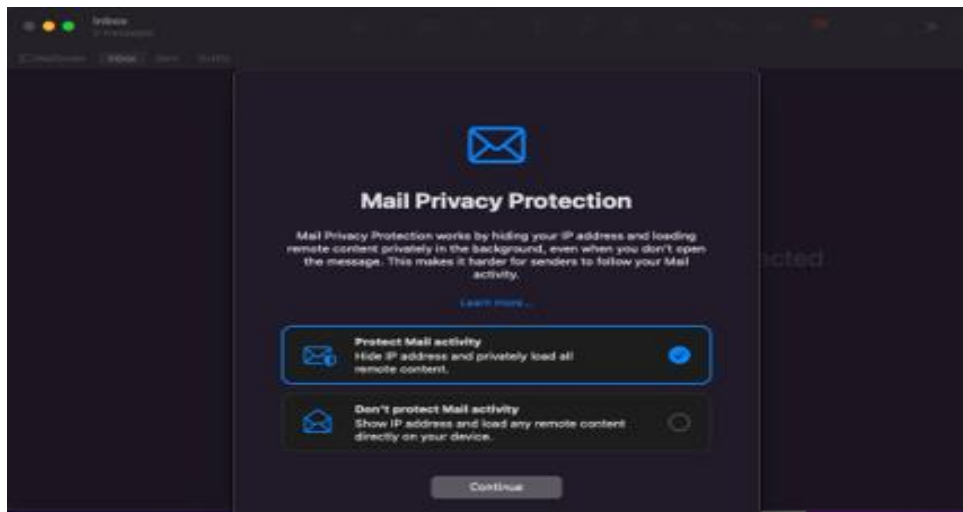 Inbox
Inbox
Mail Privacy Protection
Mail Privacy Protection works by hiding your IP address and loading
remote content privately in the background, even when you don't open
the message. This makes it harder for senders to follow your Mail
activity.
ected
Learn more...
Protect Mail activity
Hide IP address and privately load all
remote content.
Don't protect Mail activity
Show IP address and load any remote content
directly on your device.
Continue